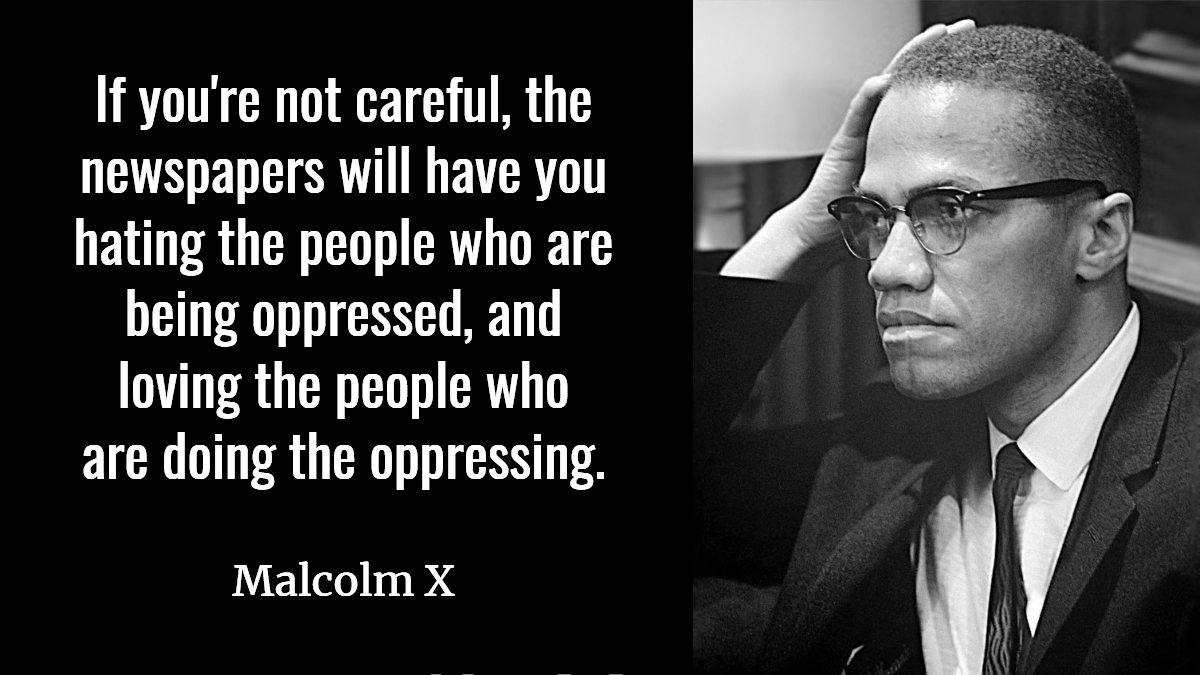 If you're not careful, the
newspapers will have you
hating the people who are
being oppressed, and
loving the people who
are doing the oppressing.
Malcolm X